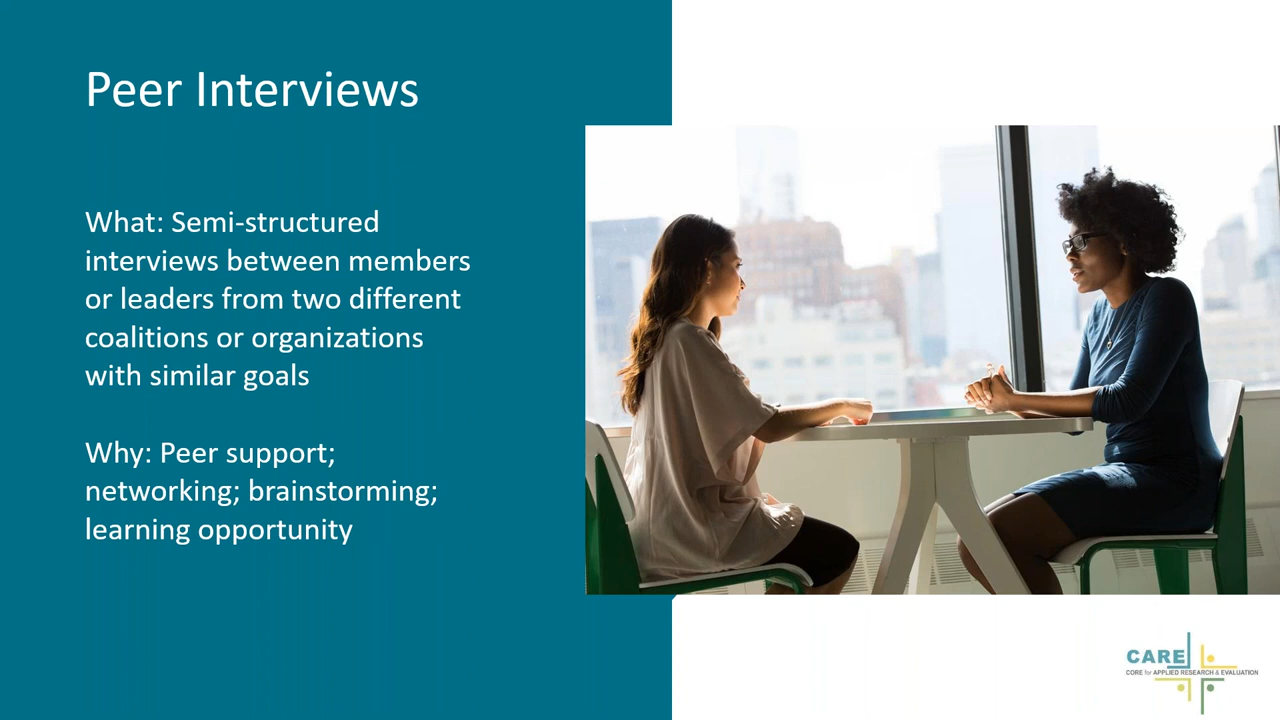 Peer Interviews
What: Semi-structured
interviews between members
or leaders from two different
coalitions or organizations
with similar goals
Why: Peer support;
networking; brainstorming;
learning opportunity
CARE
CORE for APPLIED RESEARCH & EVALUATION